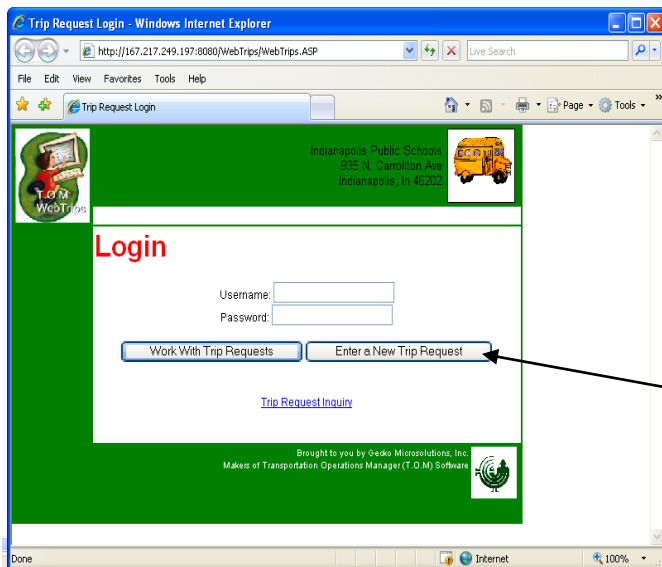 Trip Request Login - Windows Internet Explorer
http://167.217.249.197:8080/WebTrips/WebTrips.ASP
Live Search
File Edit View Favorites Tools Help
Trip Request Login
Page Tools
T.O.M
WebTrips
Indianapolis Public Schools
935 N. Carrollton Ave
Indianapolis, In 46202
Login
Username:
Password:
Work With Trip Requests Enter a New Trip Request
Trip Request Inquiry
Brought to you by Gecko Microsolutions, Inc.
Makers of Transportation Operations Manager (T.O.M) Software
Done Internet 100%